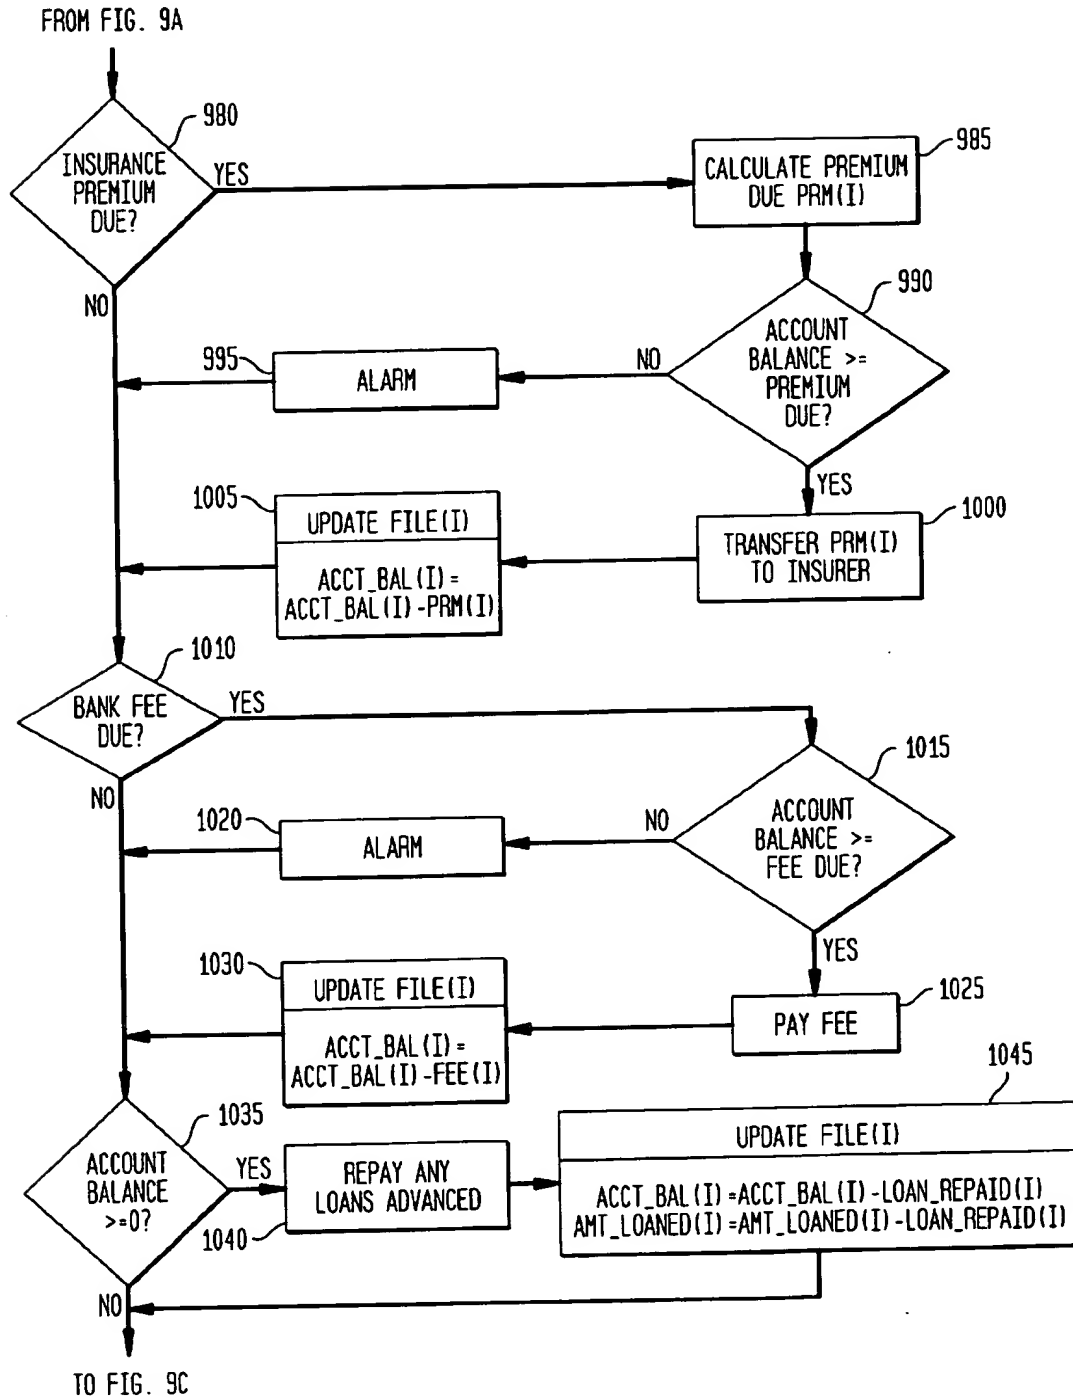 FROM FIG. 9A
980
INSURANCE
PREMIUM
DUE?
YES
NO
985
CALCULATE PREMIUM
DUE PRM(I)
990
ACCOUNT
BALANCE >=
PREMIUM
DUE?
NO
YES
995
ALARM
1000
TRANSFER PRM(I)
TO INSURER
1005
UPDATE FILE(I)
ACCT_BAL(I)=
ACCT_BAL(I)-PRM(I)
1010
BANK FEE
DUE?
YES
NO
1015
ACCOUNT
BALANCE >=
FEE DUE?
NO
YES
1020
ALARM
1025
PAY FEE
1030
UPDATE FILE(I)
ACCT_BAL(I)=
ACCT_BAL(I)-FEE(I)
1035
ACCOUNT
BALANCE
>=0?
YES
NO
REPAY ANY
LOANS ADVANCED
1040
1045
UPDATE FILE(I)
ACCT_BAL(I)=ACCT_BAL(I)-LOAN_REPAID(I)
AMT_LOANED(I)=AMT_LOANED(I)-LOAN_REPAID(I)
TO FIG. 9C